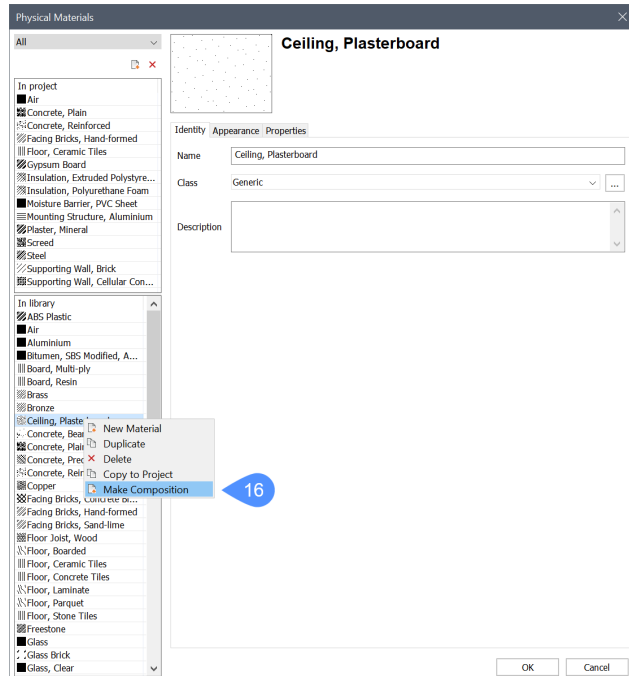 Physical Materials
All
Ceiling, Plasterboard
In project
Air
Concrete, Plain
Concrete, Reinforced
Facing Bricks, Hand-formed
Floor, Ceramic Tiles
Gypsum Board
Insulation, Extruded Polystyre...
Insulation, Polyurethane Foam
Moisture Barrier, PVC Sheet
Mounting Structure, Aluminium
Plaster, Mineral
Screed
Steel
Supporting Wall, Brick
Supporting Wall, Cellular Con...
Identity Appearance Properties
Name Ceiling, Plasterboard
Class Generic ...
Description
In library
ABS Plastic
Air
Aluminium
Bitumen, SBS Modified, A...
Board, Multi-ply
Board, Resin
Brass
Bronze
Ceiling, Plaste
Concrete, Bea
Concrete, Plai
Concrete, Prec
Concrete, Rein
Copper
Facing Bricks, Concrete Bl...
Facing Bricks, Hand-formed
Facing Bricks, Sand-lime
Floor Joist, Wood
Floor, Boarded
Floor, Ceramic Tiles
Floor, Concrete Tiles
Floor, Laminate
Floor, Parquet
Floor, Stone Tiles
Freestone
Glass
Glass Brick
Glass, Clear
New Material
Duplicate
Delete
Copy to Project
Make Composition
16
OK Cancel